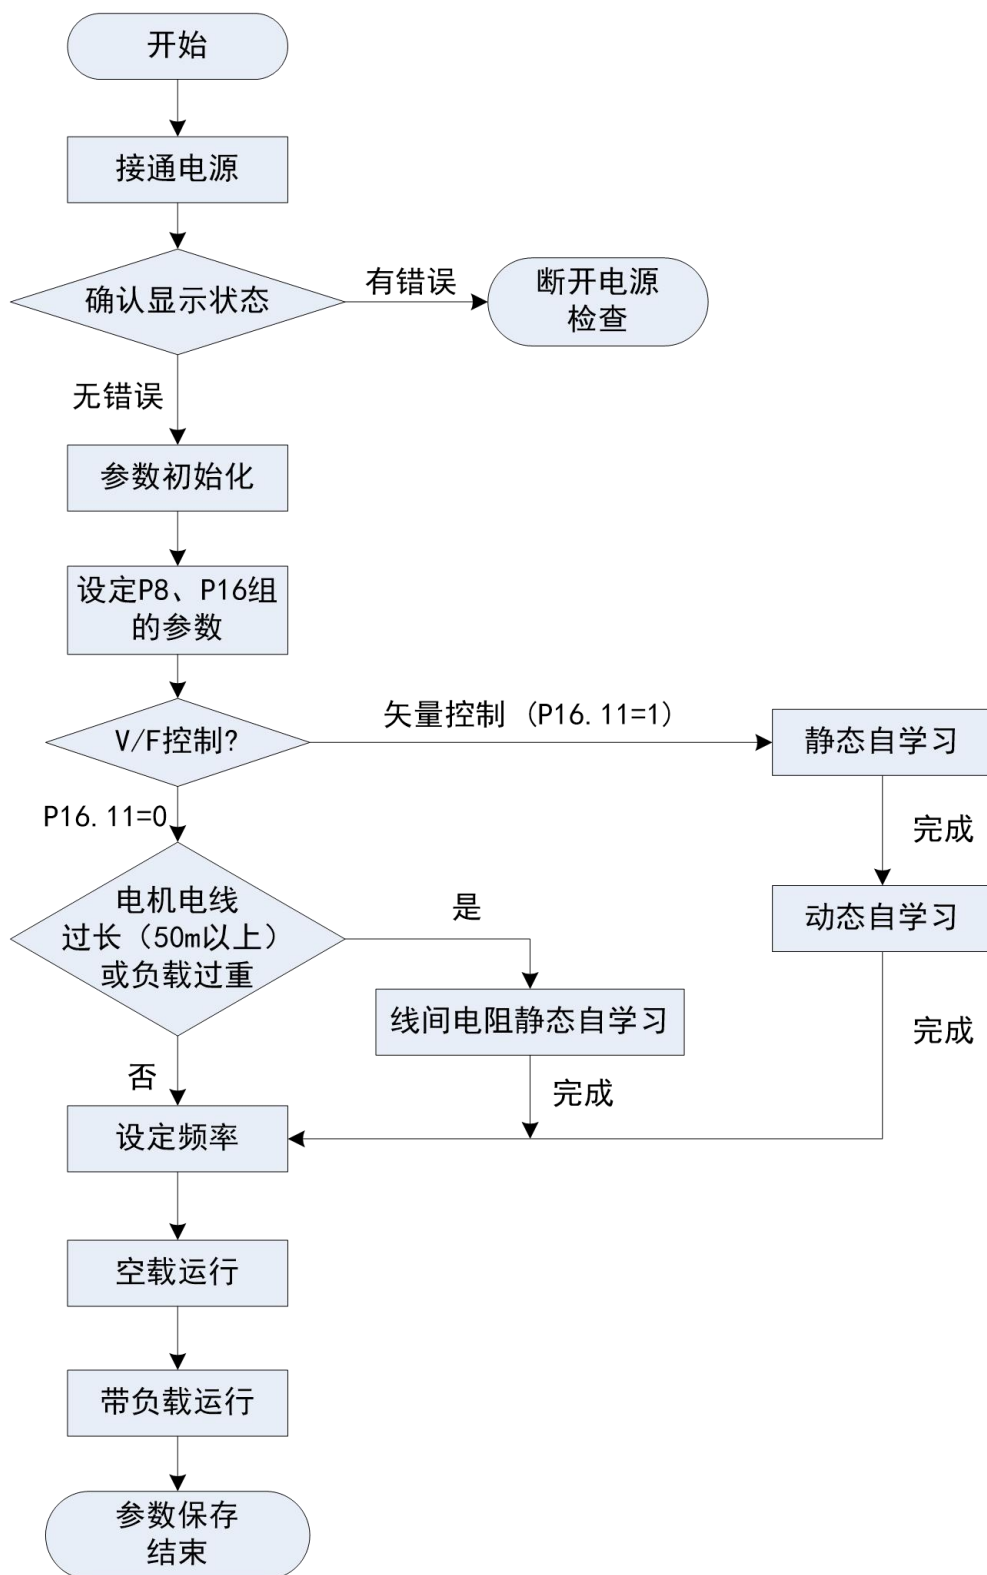 开始
接通电源
确认显示状态
有错误
断开电源
检查
无错误
参数初始化
设定P8、P16组
的参数
V/F控制?
矢量控制 (P16.11=1)
静态自学习
P16.11=0
完成
电机电线
过长（50m以上）
或负载过重
是
动态自学习
线间电阻静态自学习
完成
否
完成
设定频率
空载运行
带负载运行
参数保存
结束